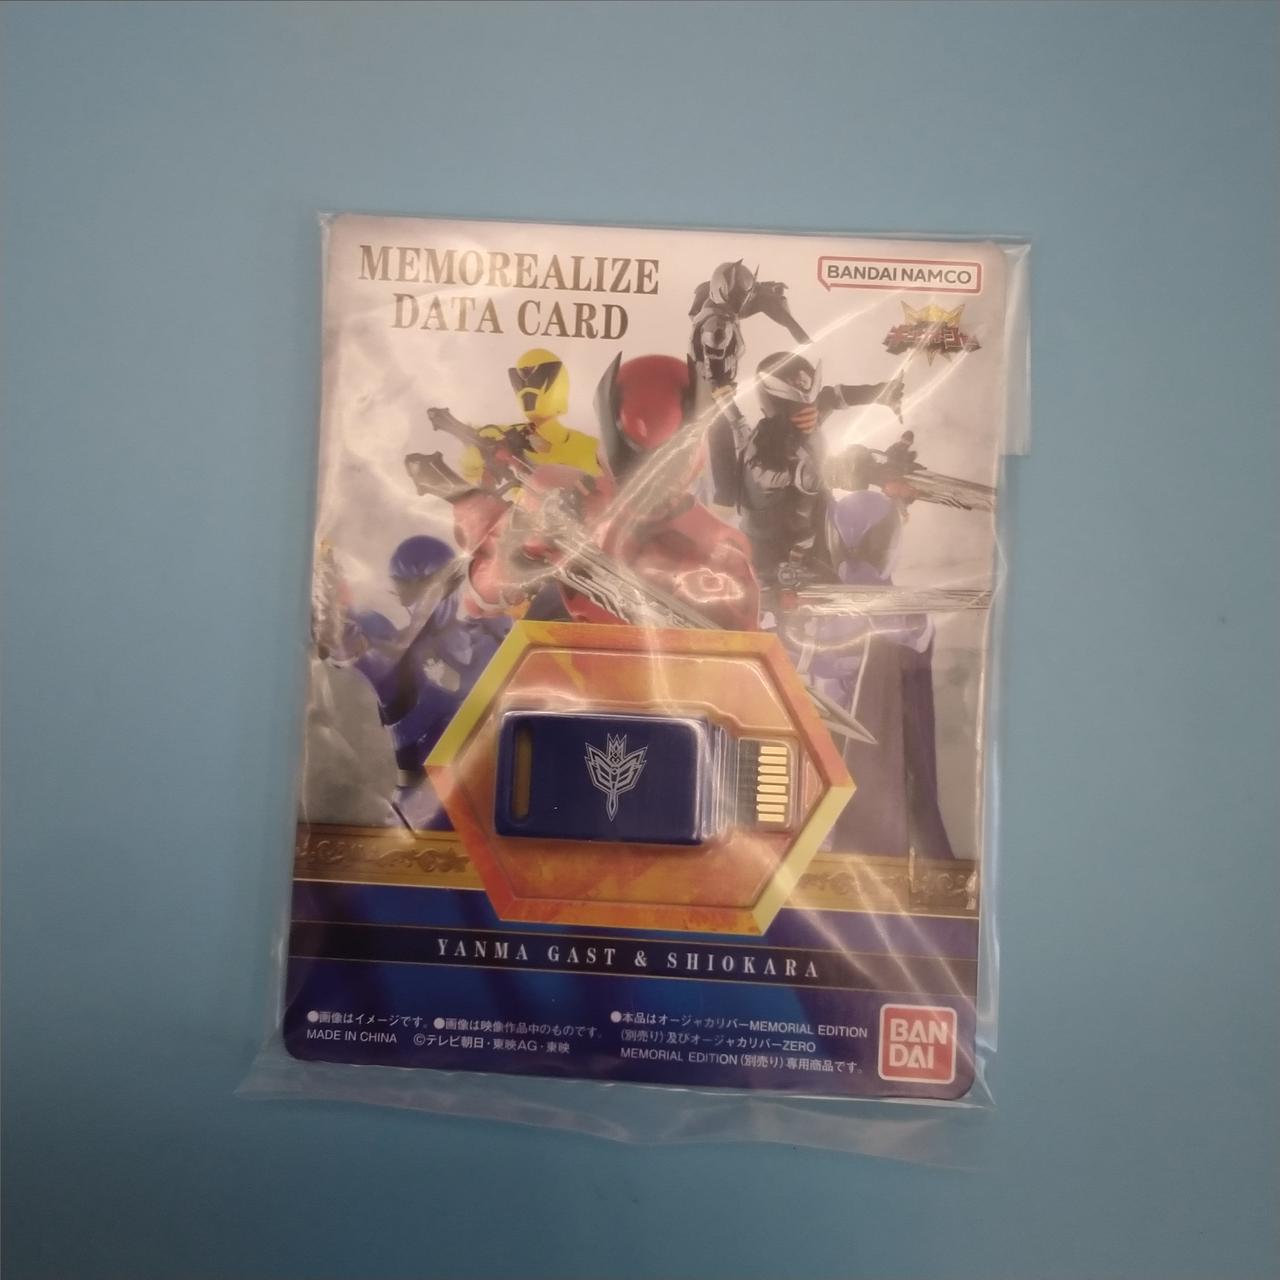 MEMOREALIZE
DATA CARD
BANDAI NAMCO
YANMA GAST & SHIOKARA
●画像はイメージです。●画像は映像作品中のものです。
MADE IN CHINA ©テレビ朝日・東映AG・東映
●本品はオージャカリバーMEMORIAL EDITION
(別売り)及びオージャカリバーZERO
MEMORIAL EDITION(別売り)専用商品です。
BAN
DAI